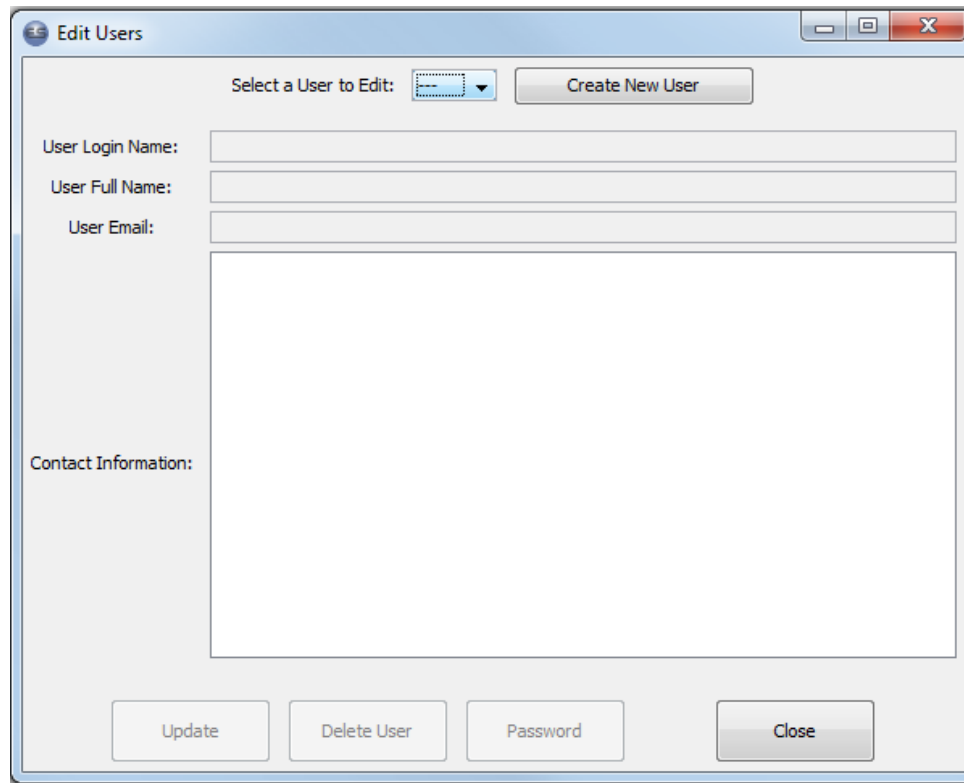 Edit Users
Select a User to Edit: --- Create New User
User Login Name:
User Full Name:
User Email:
Contact Information:
Update Delete User Password Close